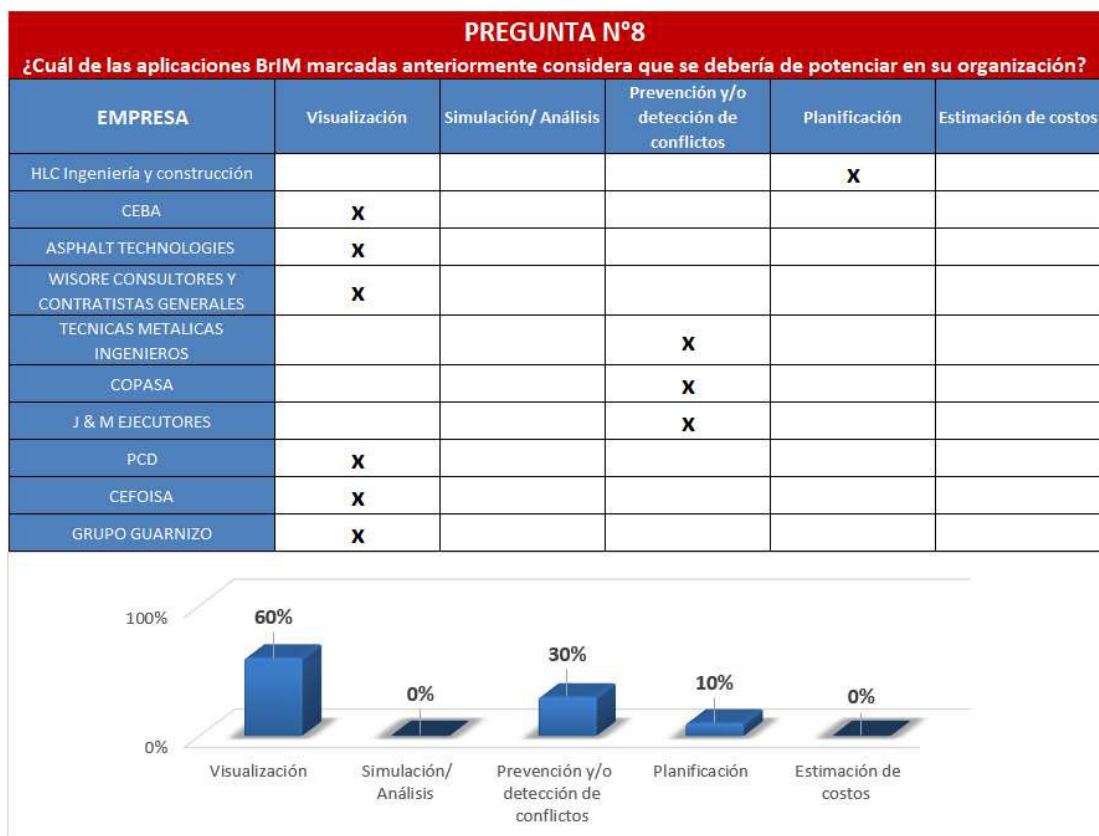 PREGUNTA N°8
¿Cuál de las aplicaciones BrIM marcadas anteriormente considera que se debería de potenciar en su organización?
EMPRESA
Visualización
Simulación/ Análisis
Prevención y/o
detección de
conflictos
Planificación
Estimación de costos
HLC Ingeniería y construcción
X
CEBA
X
ASPHALT TECHNOLOGIES
X
WISORE CONSULTORES Y
CONTRATISTAS GENERALES
X
TECNICAS METALICAS
INGENIEROS
X
COPASA
X
J & M EJECUTORES
X
PCD
X
CEFOISA
X
GRUPO GUARNIZO
X
100%
0%
60%
0%
30%
10%
0%
Visualización
Simulación/
Análisis
Prevención y/o
detección de
conflictos
Planificación
Estimación de
costos